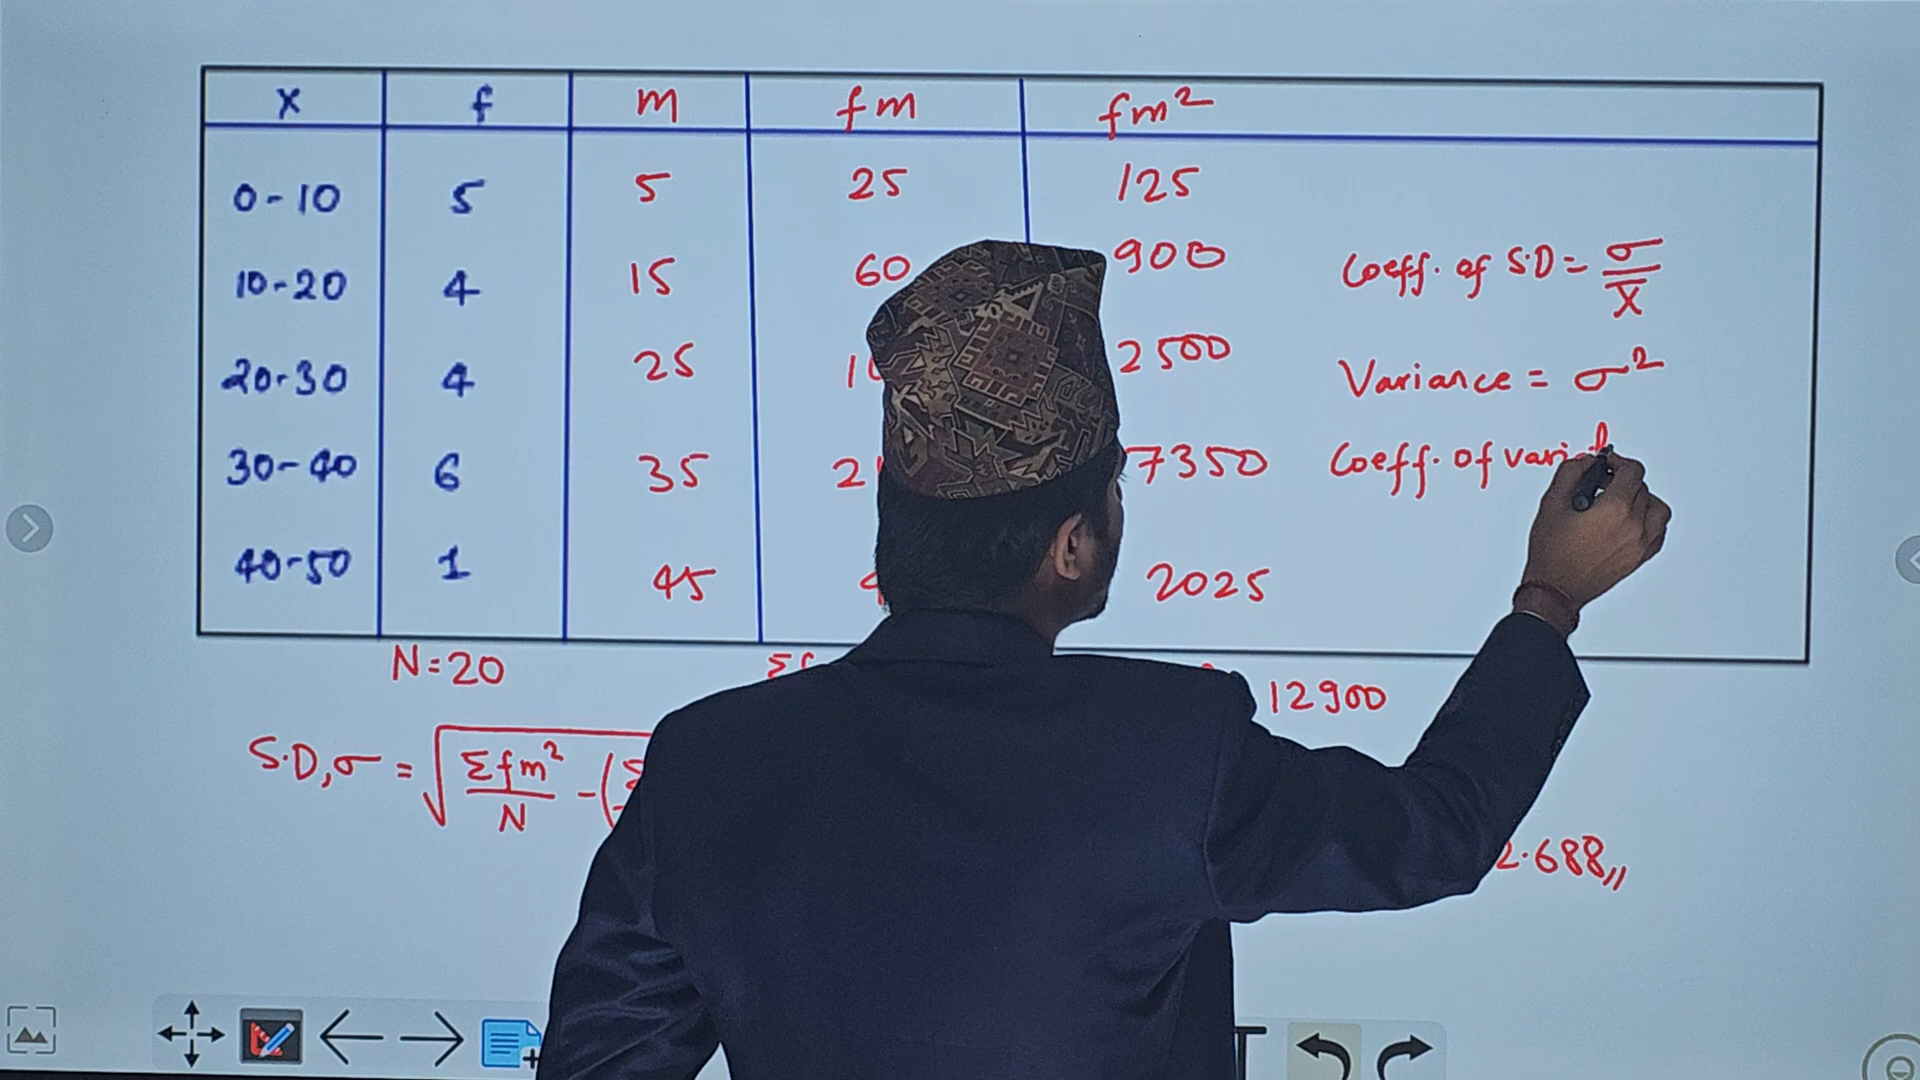 X f m fm fm²
0-10 5 5 25 125
10-20 4 15 60 900
20-30 4 25 2500
30-40 6 35 7350
40-50 1 45 2025
Coeff. of S.D = σ/X̄
Variance = σ²
Coeff. of
N=20
12900
S.D, σ = √ Σfm²/N - (
2.688,,